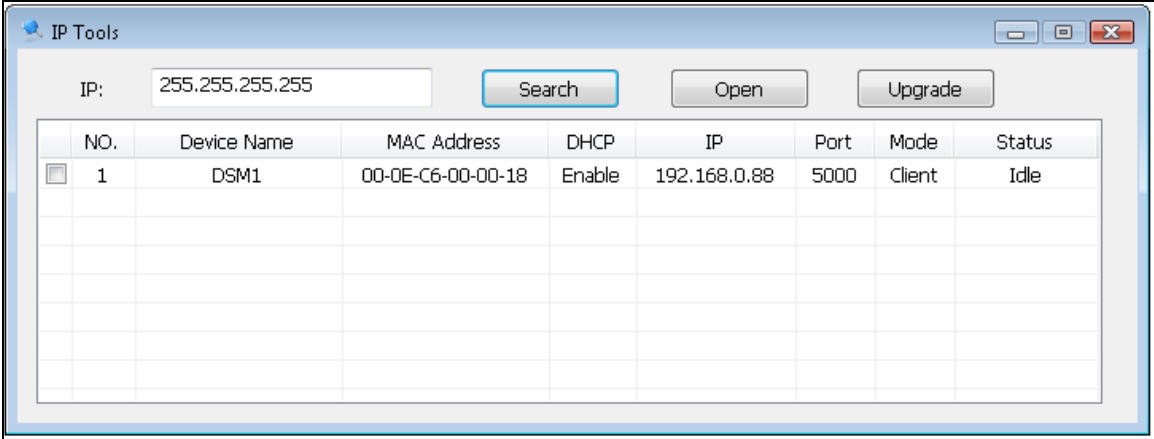 IP Tools
IP: 255.255.255.255 Search Open Upgrade
NO. Device Name MAC Address DHCP IP Port Mode Status
1 DSM1 00-0E-C6-00-00-18 Enable 192.168.0.88 5000 Client Idle